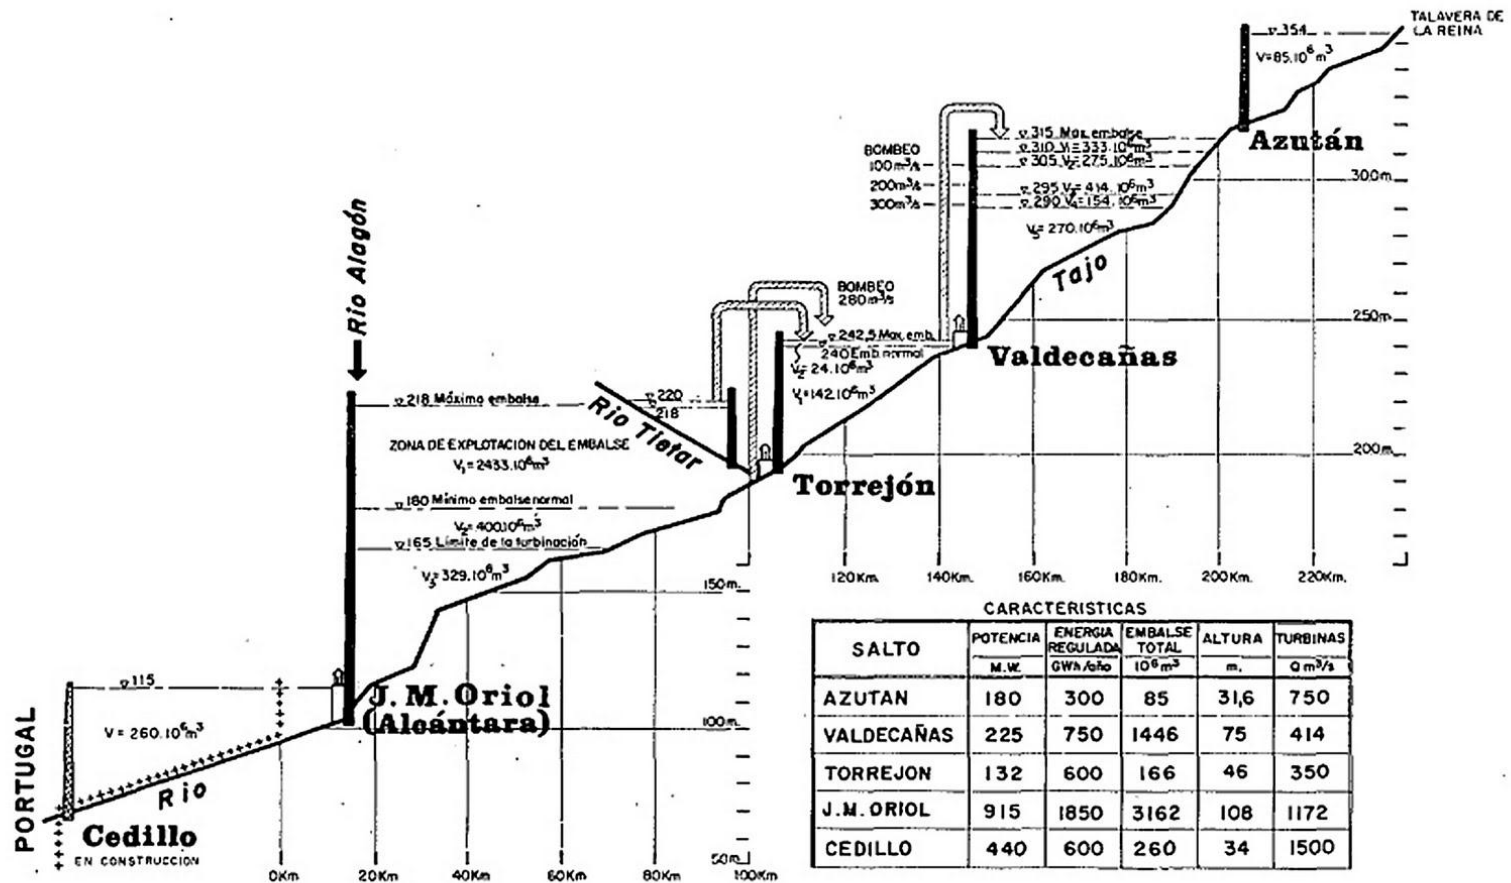 TALAVERA DE
LA REINA
▽ 354
V=85.10⁶m³
Azután
▽ 315 Max. embalse
▽ 310 V₁=333.10⁶m³
▽ 305 V₂=275.10⁶m³
▽ 295 V₃=414.10⁶m³
▽ 290 V₄=154.10⁶m³
V₅ 270.10⁶m³
BOMBEO
100m³/s
200m³/s
300m³/s
300m.
Tajo
250m.
Valdecañas
BOMBEO
280m³/s
▽ 242,5 Max. emb.
240 Emb. normal
V₂=24.10⁶m³
V₁=142.10⁶m³
200m.
Torrejón
▽ 220
218
Rio Tietar
Rio Alagón
▽ 218 Máximo embalse
ZONA DE EXPLOTACION DEL EMBALSE
V₁=2433.10⁶m³
▽ 180 Mínimo embalse normal
V₂=400.10⁶m³
▽ 165 Límite de la turbinación
V₃=329.10⁶m³
150m.
J. M. Oriol
(Alcántara)
100m.
▽ 115
V=260.10⁶m³
PORTUGAL
Rio
Cedillo
EN CONSTRUCCION
50m.
0Km
20Km
40Km
60Km
80Km
100Km
120Km.
140Km.
160Km.
180Km.
200Km.
220Km.
CARACTERISTICAS
SALTO POTENCIA M.W. ENERGIA REGULADA GWh/año EMBALSE TOTAL 10⁶m³ ALTURA m. TURBINAS Q m³/s
AZUTAN 180 300 85 31,6 750
VALDECAÑAS 225 750 1446 75 414
TORREJON 132 600 166 46 350
J.M. ORIOL 915 1850 3162 108 1172
CEDILLO 440 600 260 34 1500